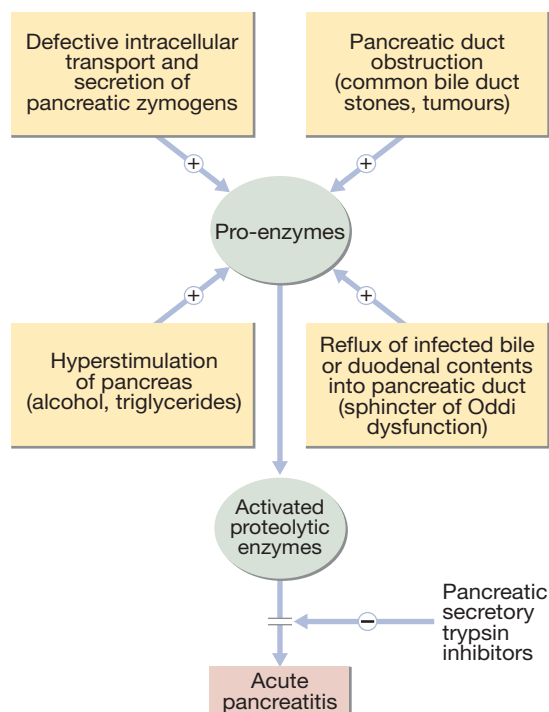 Defective intracellular
transport and
secretion of
pancreatic zymogens
Pancreatic duct
obstruction
(common bile duct
stones, tumours)
+
+
Pro-enzymes
+
+
Hyperstimulation
of pancreas
(alcohol, triglycerides)
Reflux of infected bile
or duodenal contents
into pancreatic duct
(sphincter of Oddi
dysfunction)
Activated
proteolytic
enzymes
Pancreatic
secretory
trypsin
inhibitors
−
Acute
pancreatitis